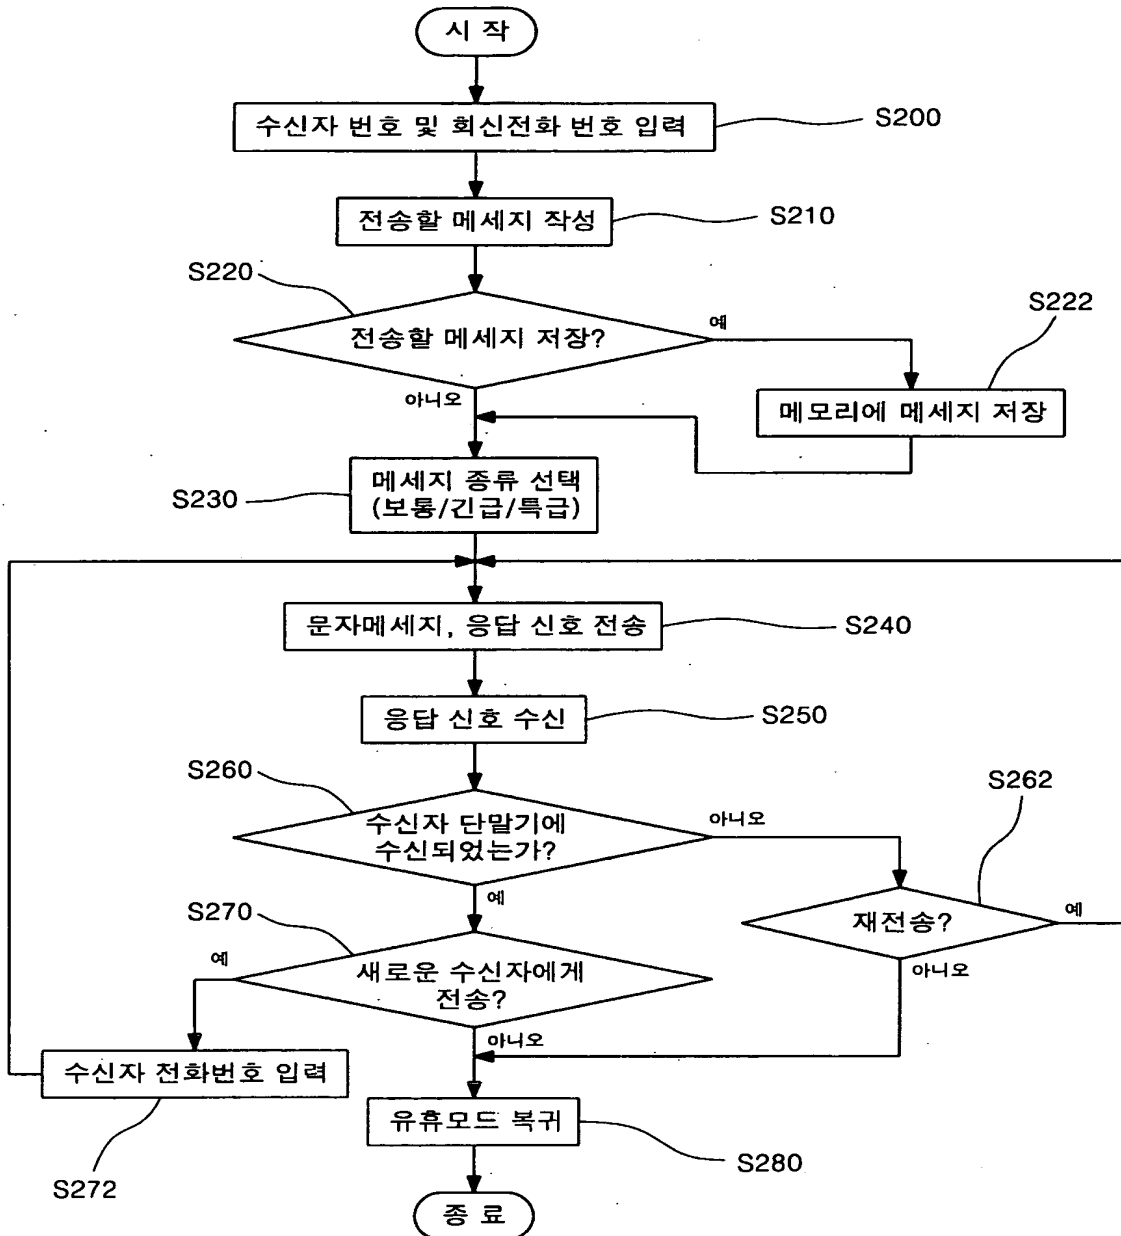 시 작
수신자 번호 및 회신전화 번호 입력
S200
전송할 메세지 작성
S210
S220
전송할 메세지 저장?
예
S222
아니오
메모리에 메세지 저장
S230
메세지 종류 선택
(보통/긴급/특급)
문자메세지, 응답 신호 전송
S240
응답 신호 수신
S250
S260
수신자 단말기에
수신되었는가?
아니오
S262
예
재전송?
예
아니오
S270
새로운 수신자에게
전송?
예
아니오
수신자 전화번호 입력
S272
유휴모드 복귀
S280
종 료